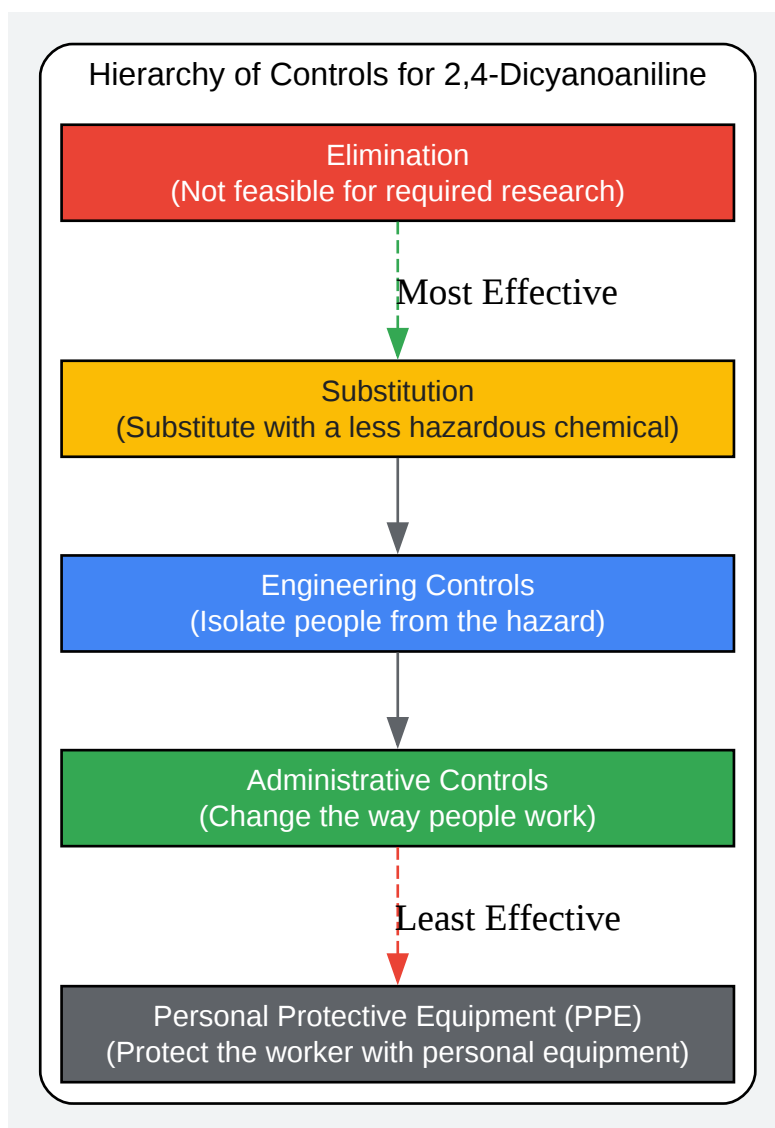 Hierarchy of Controls for 2,4-Dicyanoaniline
Elimination
(Not feasible for required research)
Most Effective
Substitution
(Substitute with a less hazardous chemical)
Engineering Controls
(Isolate people from the hazard)
Administrative Controls
(Change the way people work)
Least Effective
Personal Protective Equipment (PPE)
(Protect the worker with personal equipment)